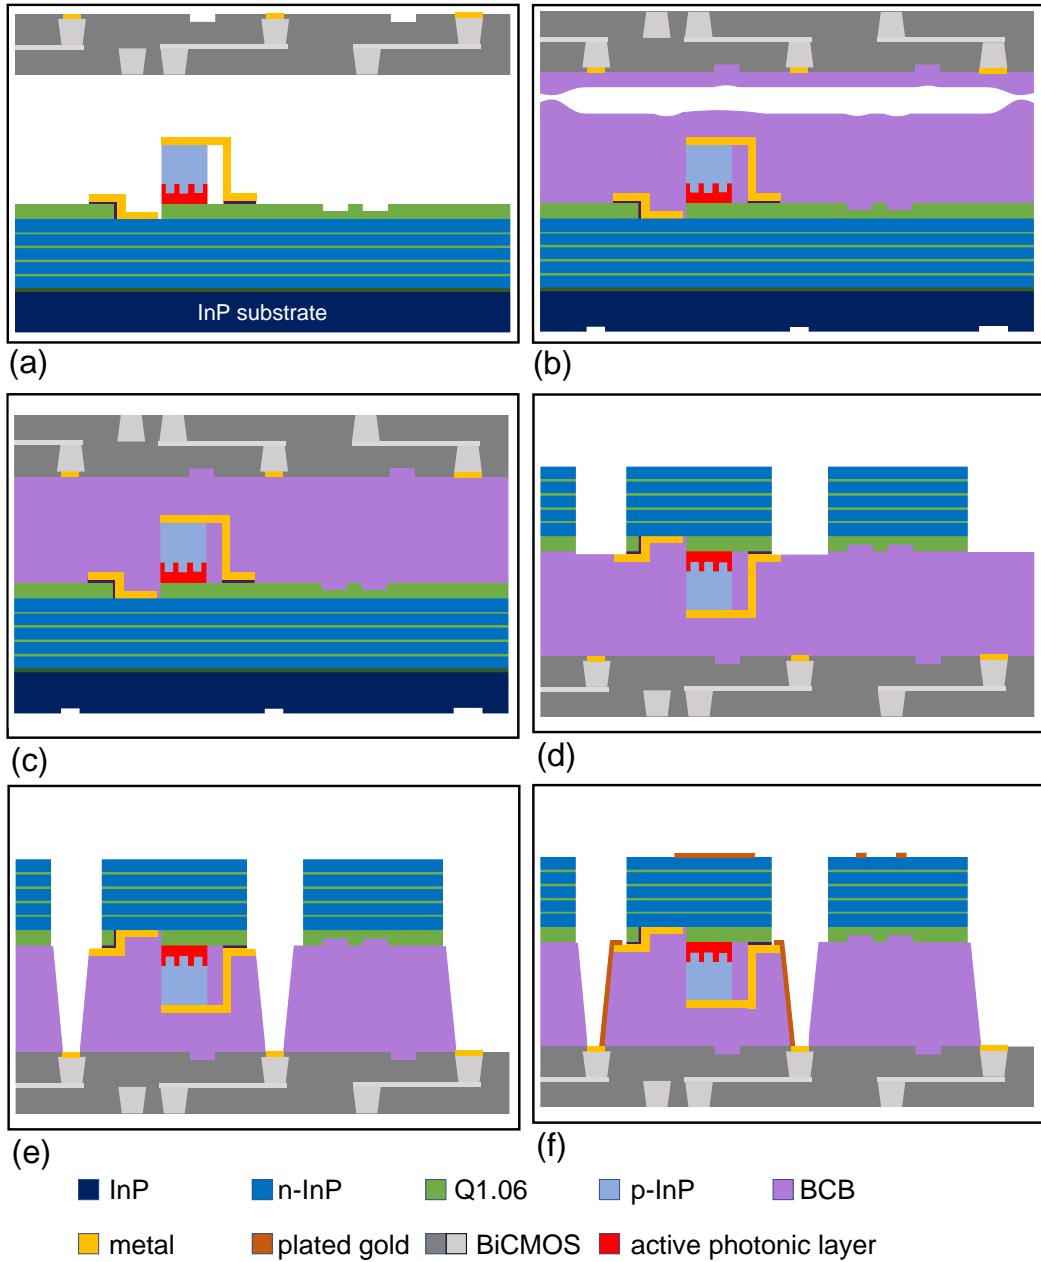 InP substrate
(a)
(b)
(c)
(d)
(e)
(f)
InP
n-InP
Q1.06
p-InP
BCB
metal
plated gold
BiCMOS
active photonic layer